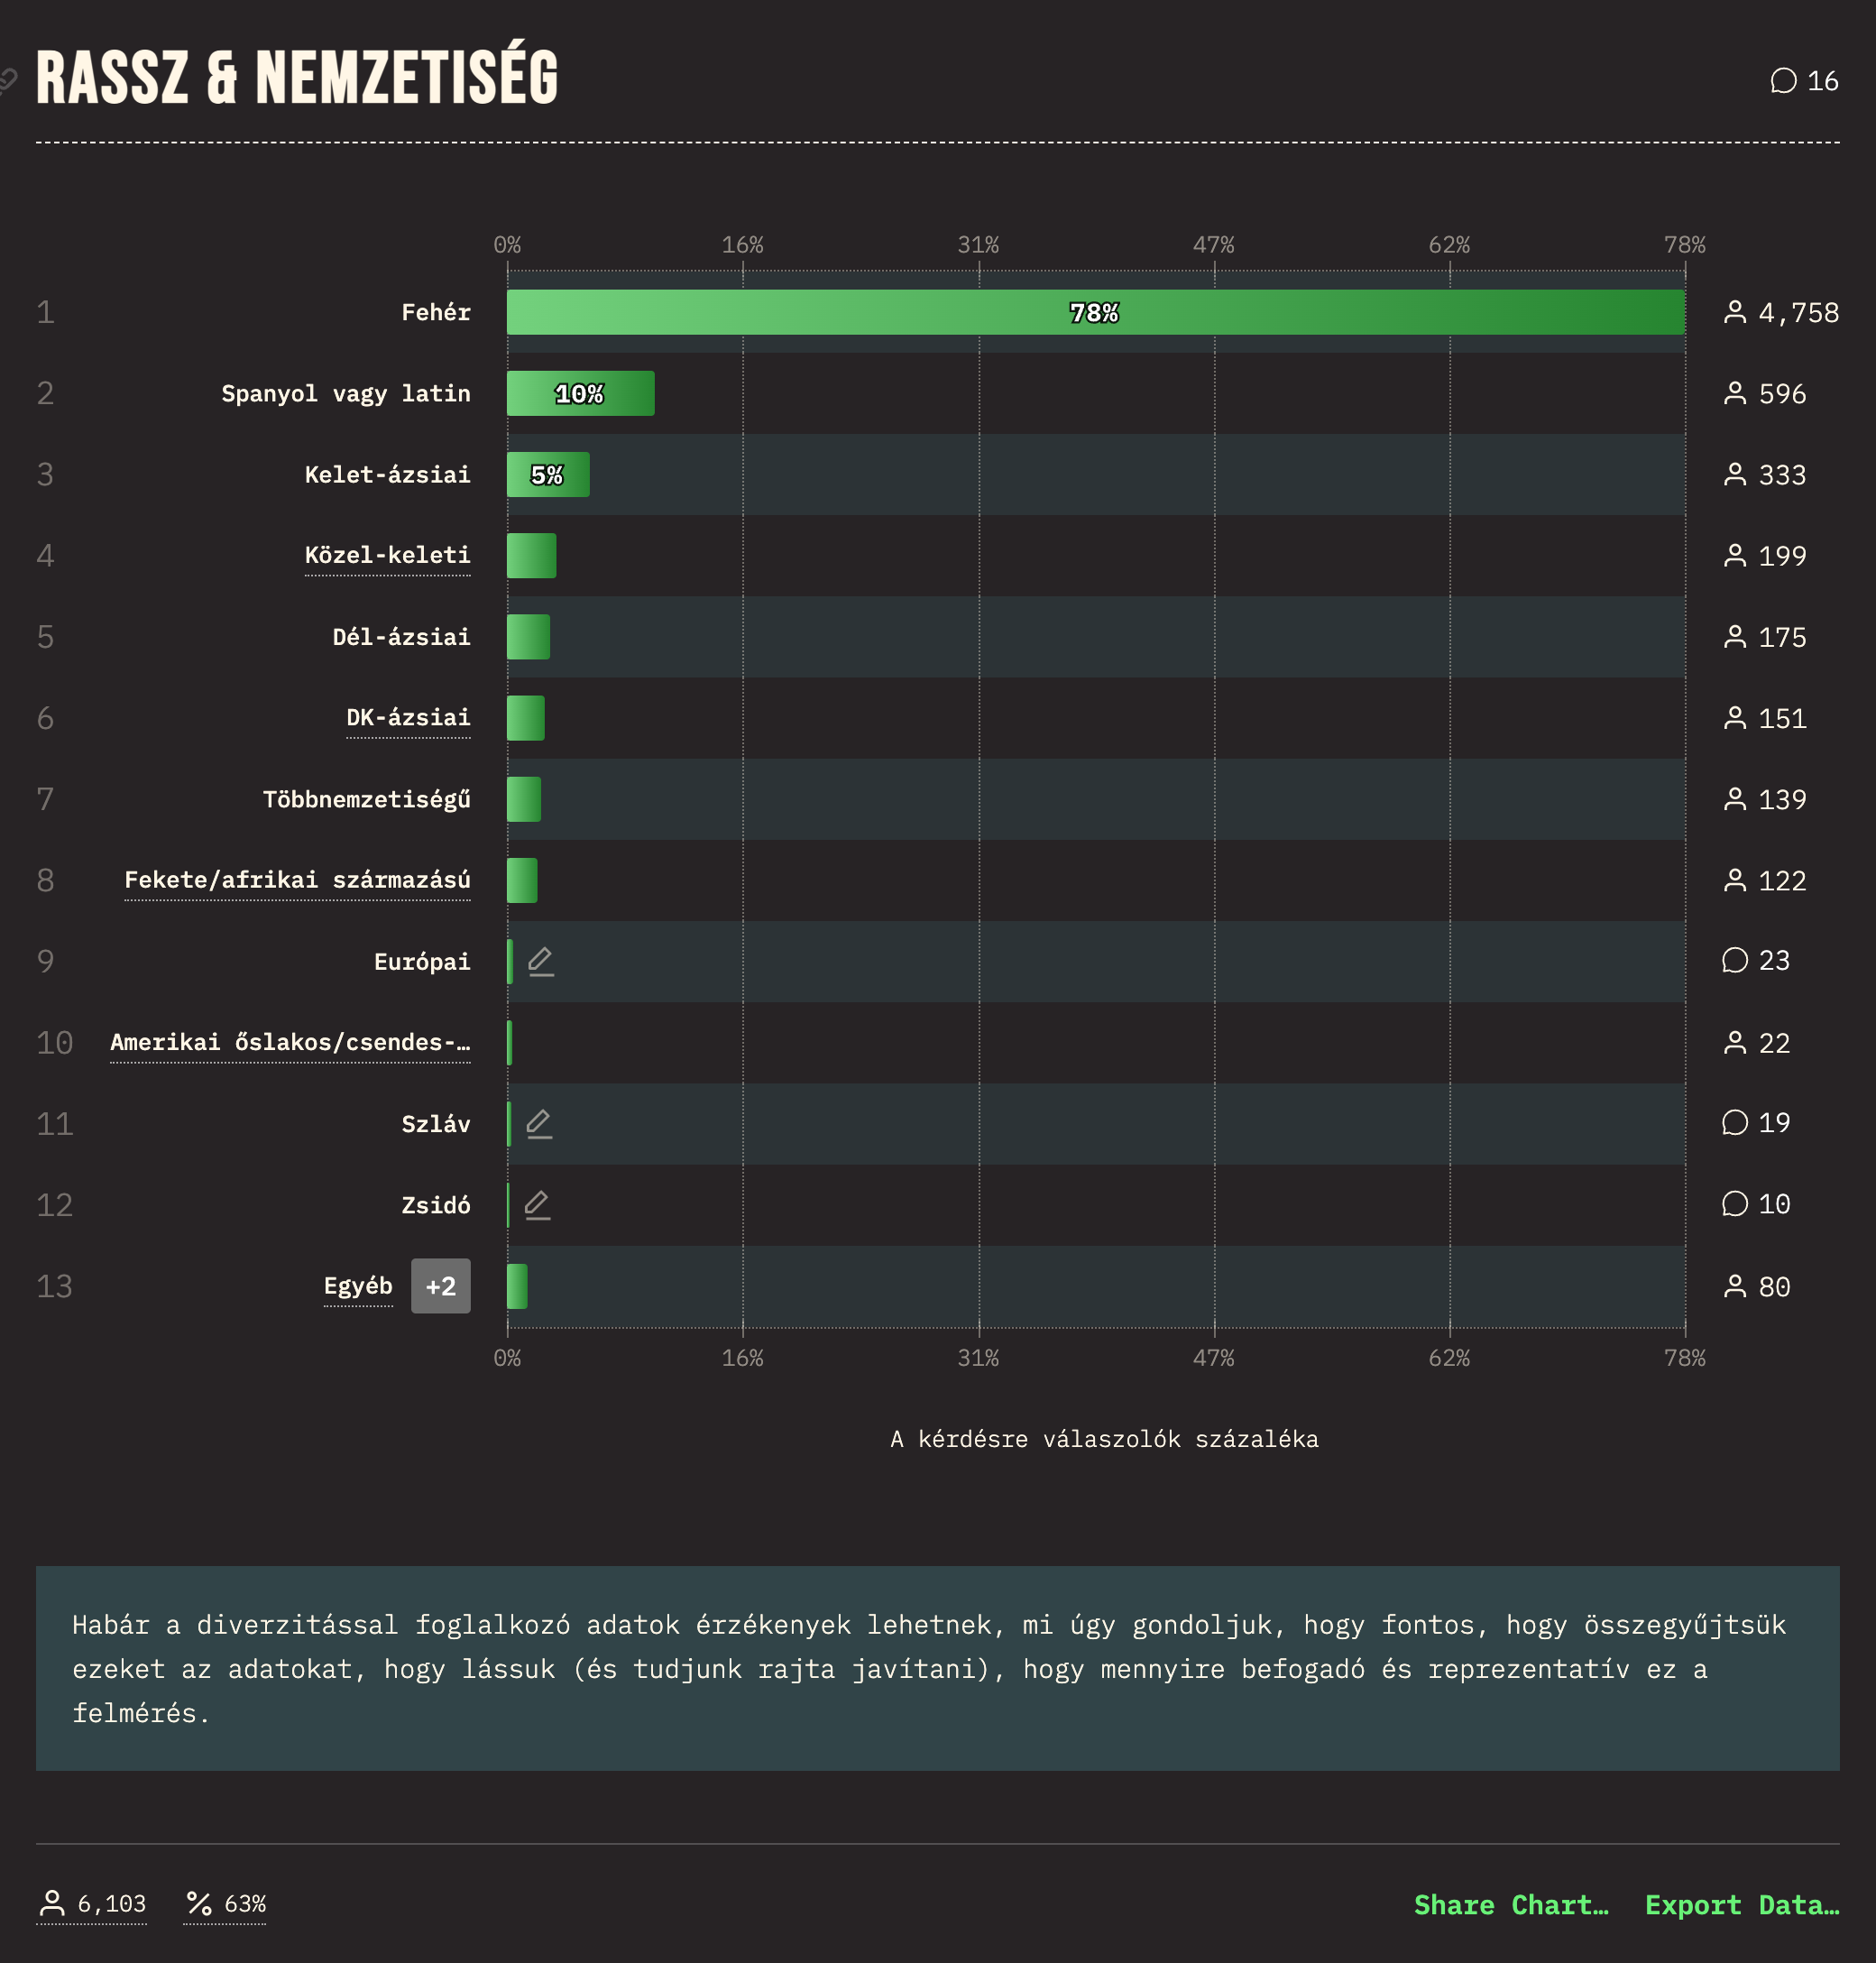 RASSZ & NEMZETISÉG
16
0% 16% 31% 47% 62% 78%
1 Fehér 78% 4,758
2 Spanyol vagy latin 10% 596
3 Kelet-ázsiai 5% 333
4 Közel-keleti 199
5 Dél-ázsiai 175
6 DK-ázsiai 151
7 Többnemzetiségű 139
8 Fekete/afrikai származású 122
9 Európai 23
10 Amerikai őslakos/csendes-… 22
11 Szláv 19
12 Zsidó 10
13 Egyéb +2 80
0% 16% 31% 47% 62% 78%
A kérdésre válaszolók százaléka
Habár a diverzitással foglalkozó adatok érzékenyek lehetnek, mi úgy gondoljuk, hogy fontos, hogy összegyűjtsük
ezeket az adatokat, hogy lássuk (és tudjunk rajta javítani), hogy mennyire befogadó és reprezentatív ez a
felmérés.
6,103 63% Share Chart… Export Data…